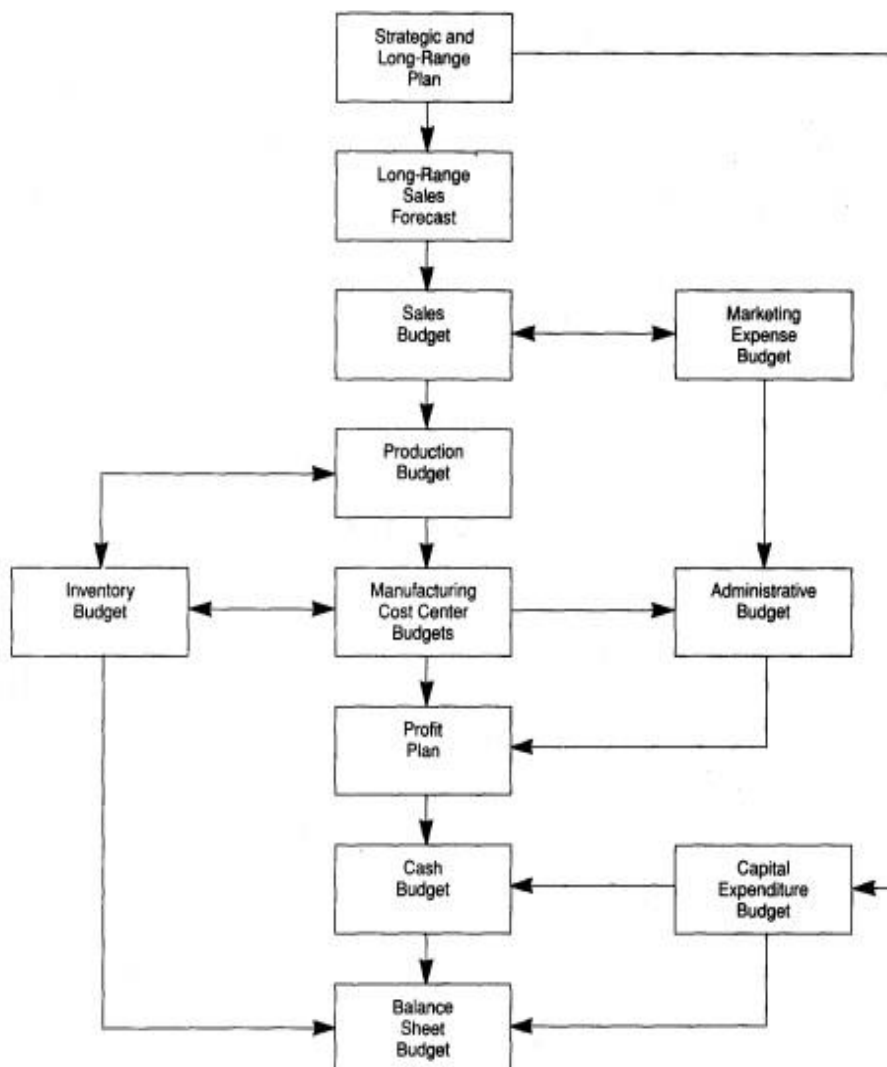 Strategic and
Long-Range
Plan
Long-Range
Sales
Forecast
Sales
Budget
Marketing
Expense
Budget
Production
Budget
Inventory
Budget
Manufacturing
Cost Center
Budgets
Administrative
Budget
Profit
Plan
Cash
Budget
Capital
Expenditure
Budget
Balance
Sheet
Budget